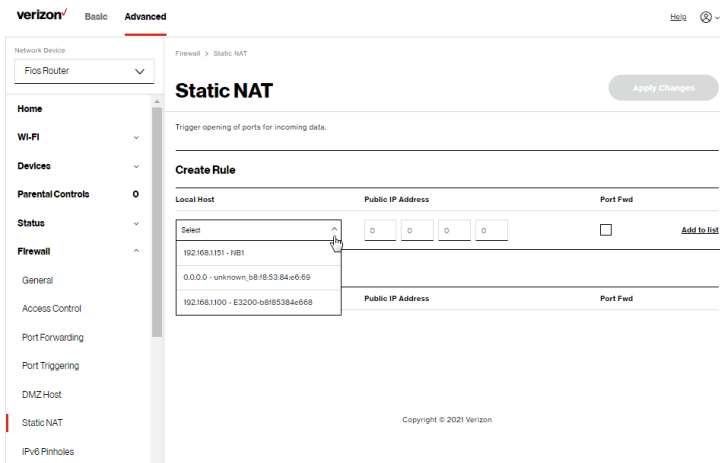 verizon✓ Basic Advanced Help
Network Device
Fios Router
Home
Wi-Fi
Devices
Parental Controls 0
Status
Firewall
General
Access Control
Port Forwarding
Port Triggering
DMZ Host
Static NAT
IPv6 Pinholes
Firewall > Static NAT
Static NAT
Apply Changes
Trigger opening of ports for incoming data.
Create Rule
Local Host Public IP Address Port Fwd
Select 0 0 0 0 Add to list
192.168.1.151 - NB1
0.0.0.0 - unknown_b8:f8:53:84:e6:69
192.168.1.100 - E3200-b8f85384e668
Public IP Address Port Fwd
Copyright © 2021 Verizon